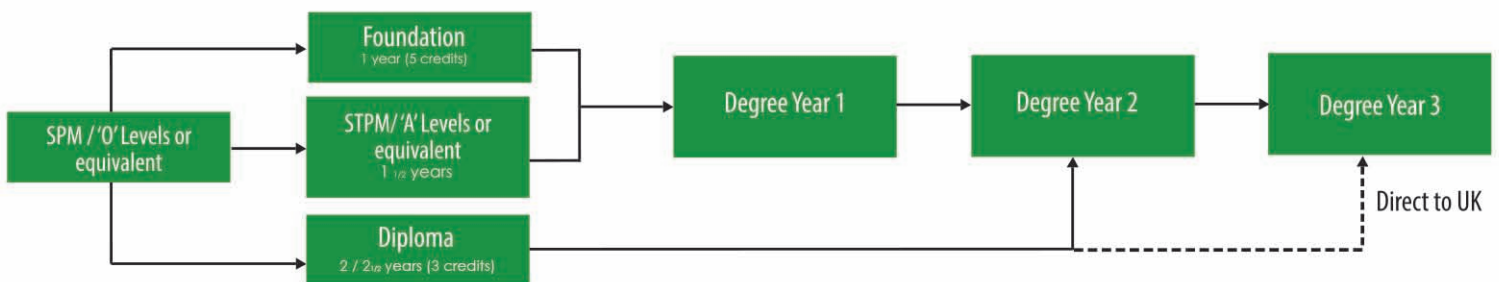 Foundation
1 year (5 credits)
SPM / 'O' Levels or
equivalent
STPM/ 'A' Levels or
equivalent
1 1/2 years
Diploma
2 / 2 1/2 years (3 credits)
Degree Year 1
Degree Year 2
Degree Year 3
Direct to UK